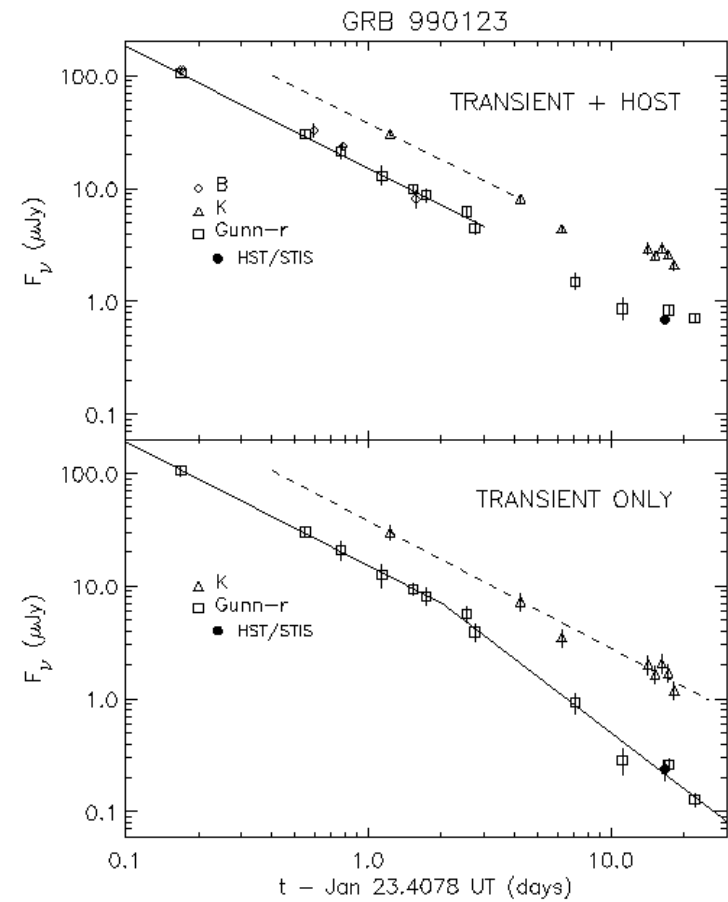 GRB 990123
100.0
TRANSIENT + HOST
10.0
B
K
Gunn-r
HST/STIS
1.0
0.1
Fν (μJy)
100.0
TRANSIENT ONLY
10.0
K
Gunn-r
HST/STIS
1.0
0.1
Fν (μJy)
0.1 1.0 10.0
t - Jan 23.4078 UT (days)